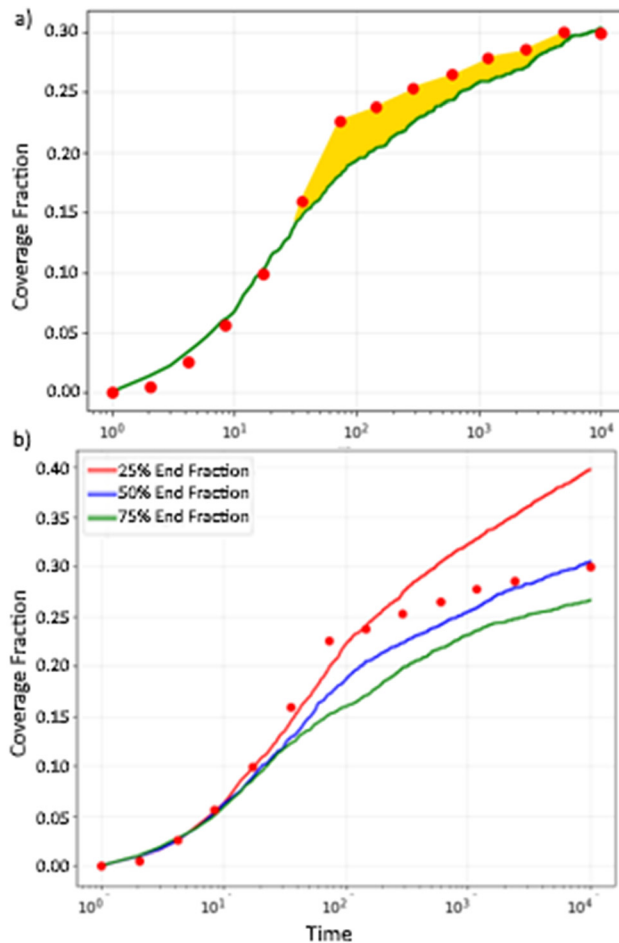 a)
0.30
0.25
0.20
0.15
0.10
0.05
0.00
Coverage Fraction
10⁰ 10¹ 10² 10³ 10⁴
b)
0.40
0.35
0.30
0.25
0.20
0.15
0.10
0.05
0.00
Coverage Fraction
25% End Fraction
50% End Fraction
75% End Fraction
10⁰ 10¹ 10² 10³ 10⁴
Time